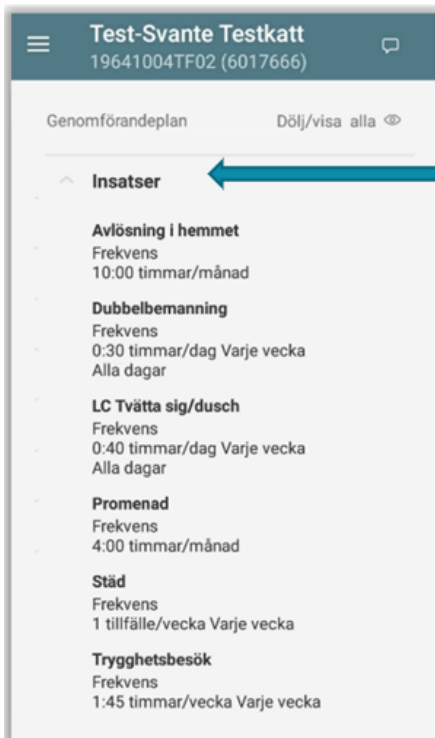 Test-Svante Testkatt
19641004TF02 (6017666)
Genomförandeplan Dölj/visa alla
Insatser
Avlösning i hemmet
Frekvens
10:00 timmar/månad
Dubbelbemanning
Frekvens
0:30 timmar/dag Varje vecka
Alla dagar
LC Tvätta sig/dusch
Frekvens
0:40 timmar/dag Varje vecka
Alla dagar
Promenad
Frekvens
4:00 timmar/månad
Städ
Frekvens
1 tillfälle/vecka Varje vecka
Trygghetsbesök
Frekvens
1:45 timmar/vecka Varje vecka